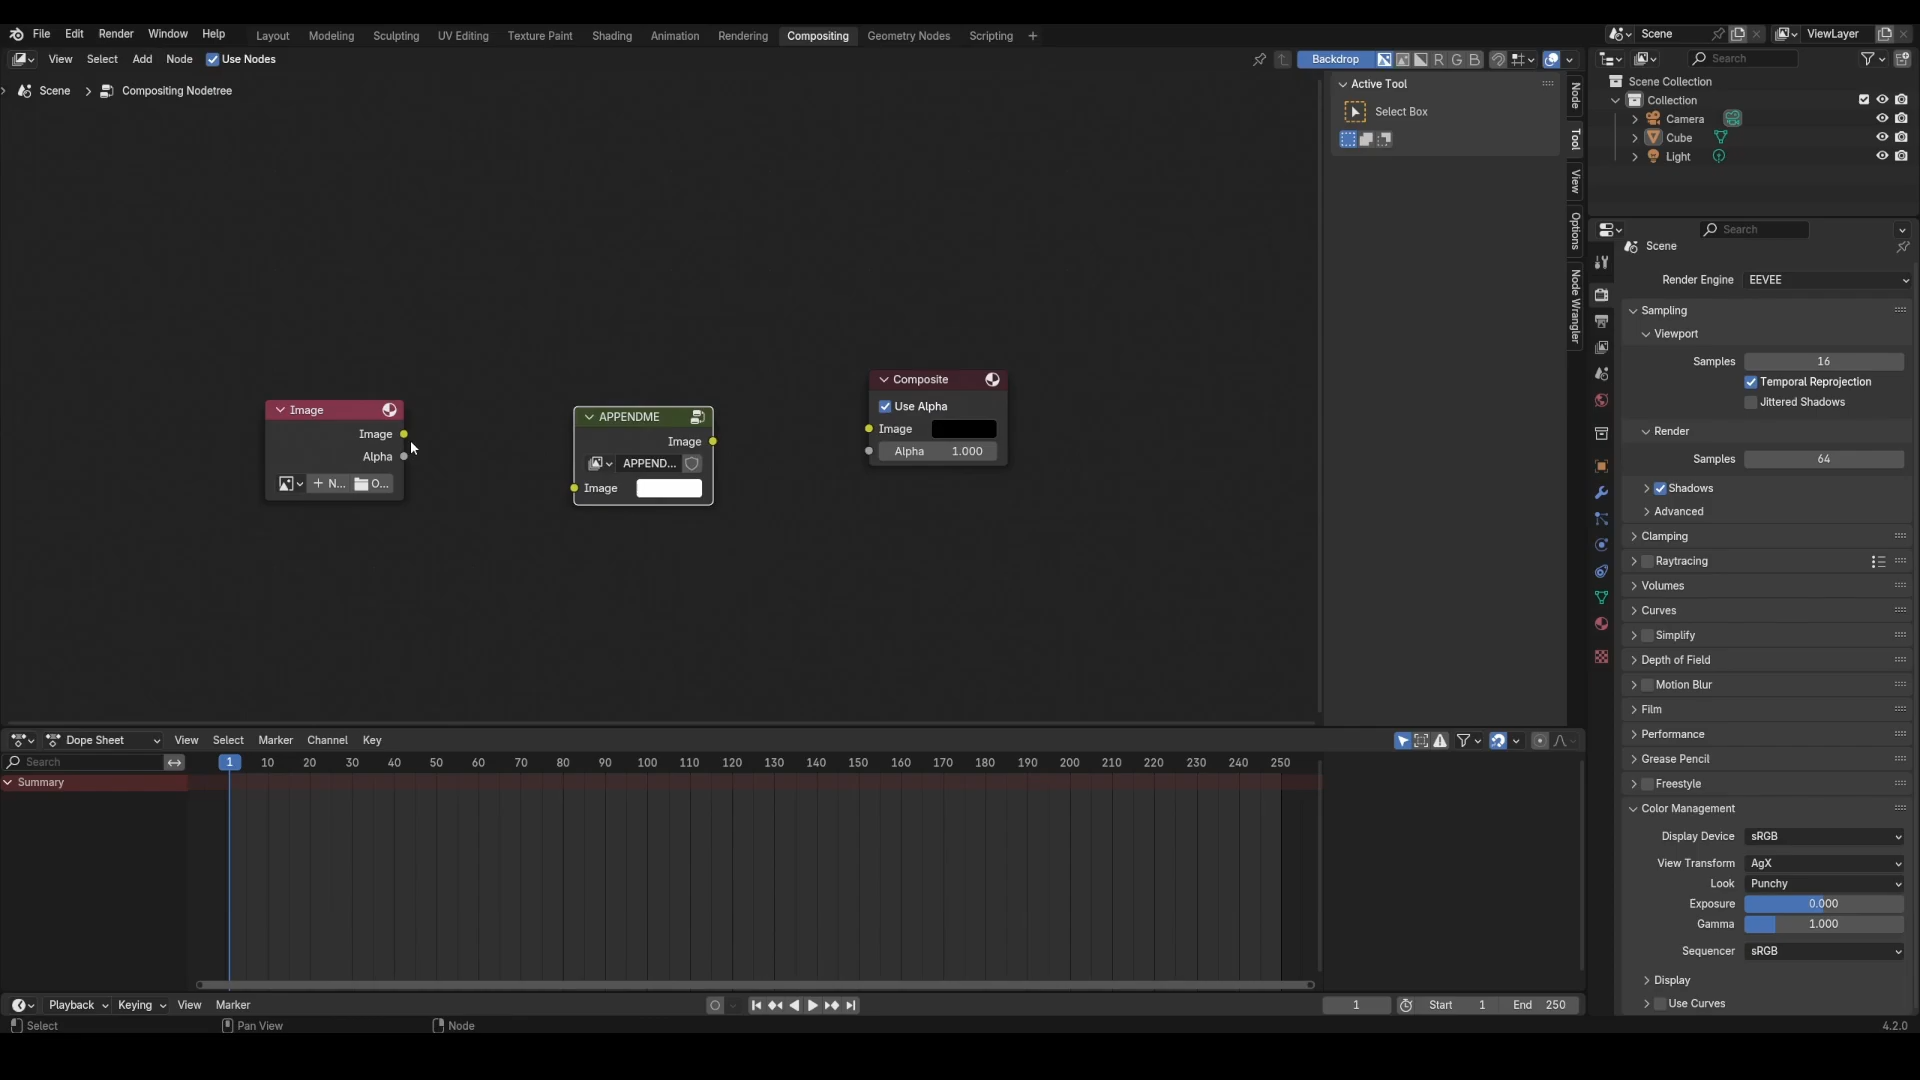 File Edit Render Window Help Layout Modeling Sculpting UV Editing Texture Paint Shading Animation Rendering Compositing Geometry Nodes Scripting + Scene ViewLayer
View Select Add Node Use Nodes Backdrop R G B Search
Scene > Compositing Nodetree
Active Tool
Select Box
Node
Tool
View
Options
Node Wrangler
Scene Collection
Collection
Camera
Cube
Light
Image
Image
Alpha
+ N... O...
APPENDME
Image
APPEND...
Image
Composite
Use Alpha
Image
Alpha 1.000
Search
Scene
Render Engine EEVEE
Sampling
Viewport
Samples 16
Temporal Reprojection
Jittered Shadows
Render
Samples 64
Shadows
Advanced
Clamping
Raytracing
Volumes
Curves
Simplify
Depth of Field
Motion Blur
Film
Performance
Grease Pencil
Freestyle
Color Management
Display Device sRGB
View Transform AgX
Look Punchy
Exposure 0.000
Gamma 1.000
Sequencer sRGB
Display
Use Curves
Dope Sheet View Select Marker Channel Key
Search 1 10 20 30 40 50 60 70 80 90 100 110 120 130 140 150 160 170 180 190 200 210 220 230 240 250
Summary
Playback Keying View Marker 1 Start 1 End 250
Select Pan View Node 4.2.0